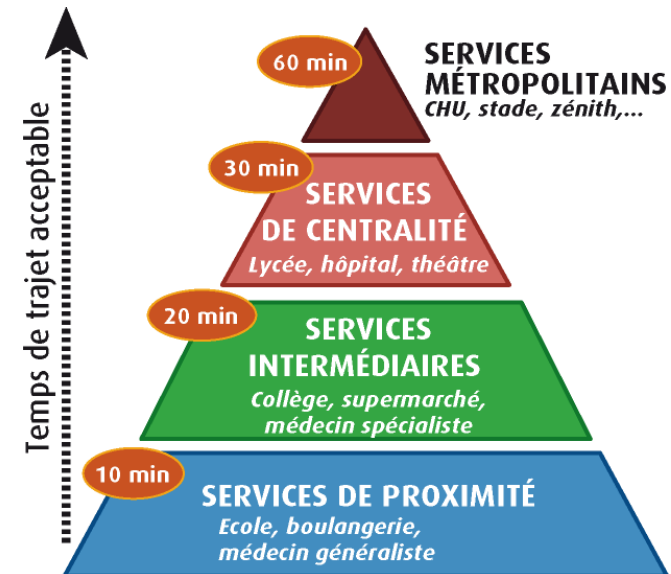 60 min
SERVICES
MÉTROPOLITAINS
CHU, stade, zénith,...
Temps de trajet acceptable
30 min
SERVICES
DE CENTRALITÉ
Lycée, hôpital, théâtre
20 min
SERVICES
INTERMÉDIAIRES
Collège, supermarché,
médecin spécialiste
10 min
SERVICES DE PROXIMITÉ
Ecole, boulangerie,
médecin généraliste